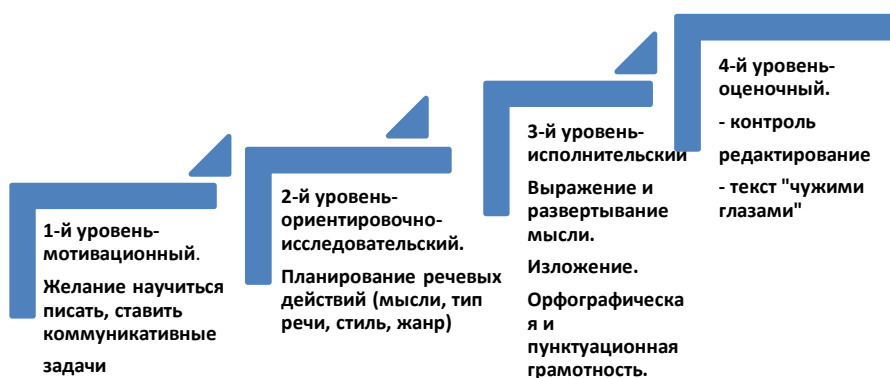 1-й уровень-
мотивационный.
Желание научиться
писать, ставить
коммуникативные
задачи
2-й уровень-
ориентировочно-
исследовательский.
Планирование речевых
действий (мысли, тип
речи, стиль, жанр)
3-й уровень-
исполнительский
Выражение и
развертывание
мысли.
Изложение.
Орфографическа
я и
пунктуационная
грамотность.
4-й уровень-
оценочный.
- контроль
редактирование
- текст "чужими
глазами"